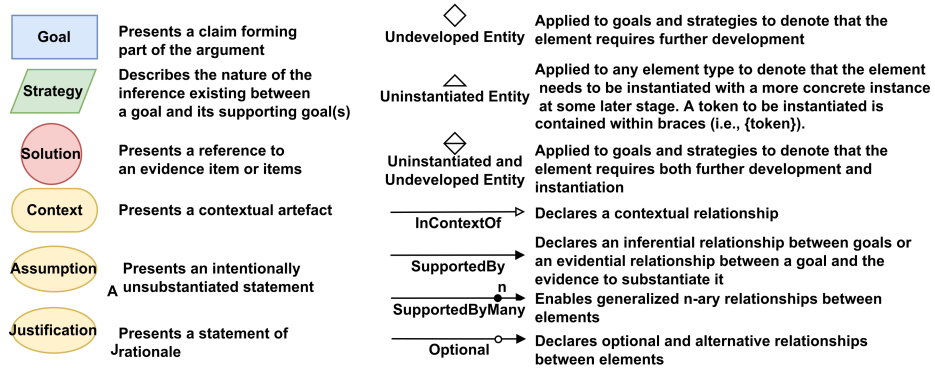 Goal
Presents a claim forming
part of the argument
Strategy
Describes the nature of the
inference existing between
a goal and its supporting goal(s)
Solution
Presents a reference to
an evidence item or items
Context
Presents a contextual artefact
Assumption
A
Presents an intentionally
unsubstantiated statement
Justification
J
Presents a statement of
rationale
Undeveloped Entity
Applied to goals and strategies to denote that the
element requires further development
Uninstantiated Entity
Applied to any element type to denote that the element
needs to be instantiated with a more concrete instance
at some later stage. A token to be instantiated is
contained within braces (i.e., {token}).
Uninstantiated and
Undeveloped Entity
Applied to goals and strategies to denote that the
element requires both further development and
instantiation
InContextOf
Declares a contextual relationship
SupportedBy
Declares an inferential relationship between goals or
an evidential relationship between a goal and the
evidence to substantiate it
n
SupportedByMany
Enables generalized n-ary relationships between
elements
Optional
Declares optional and alternative relationships
between elements